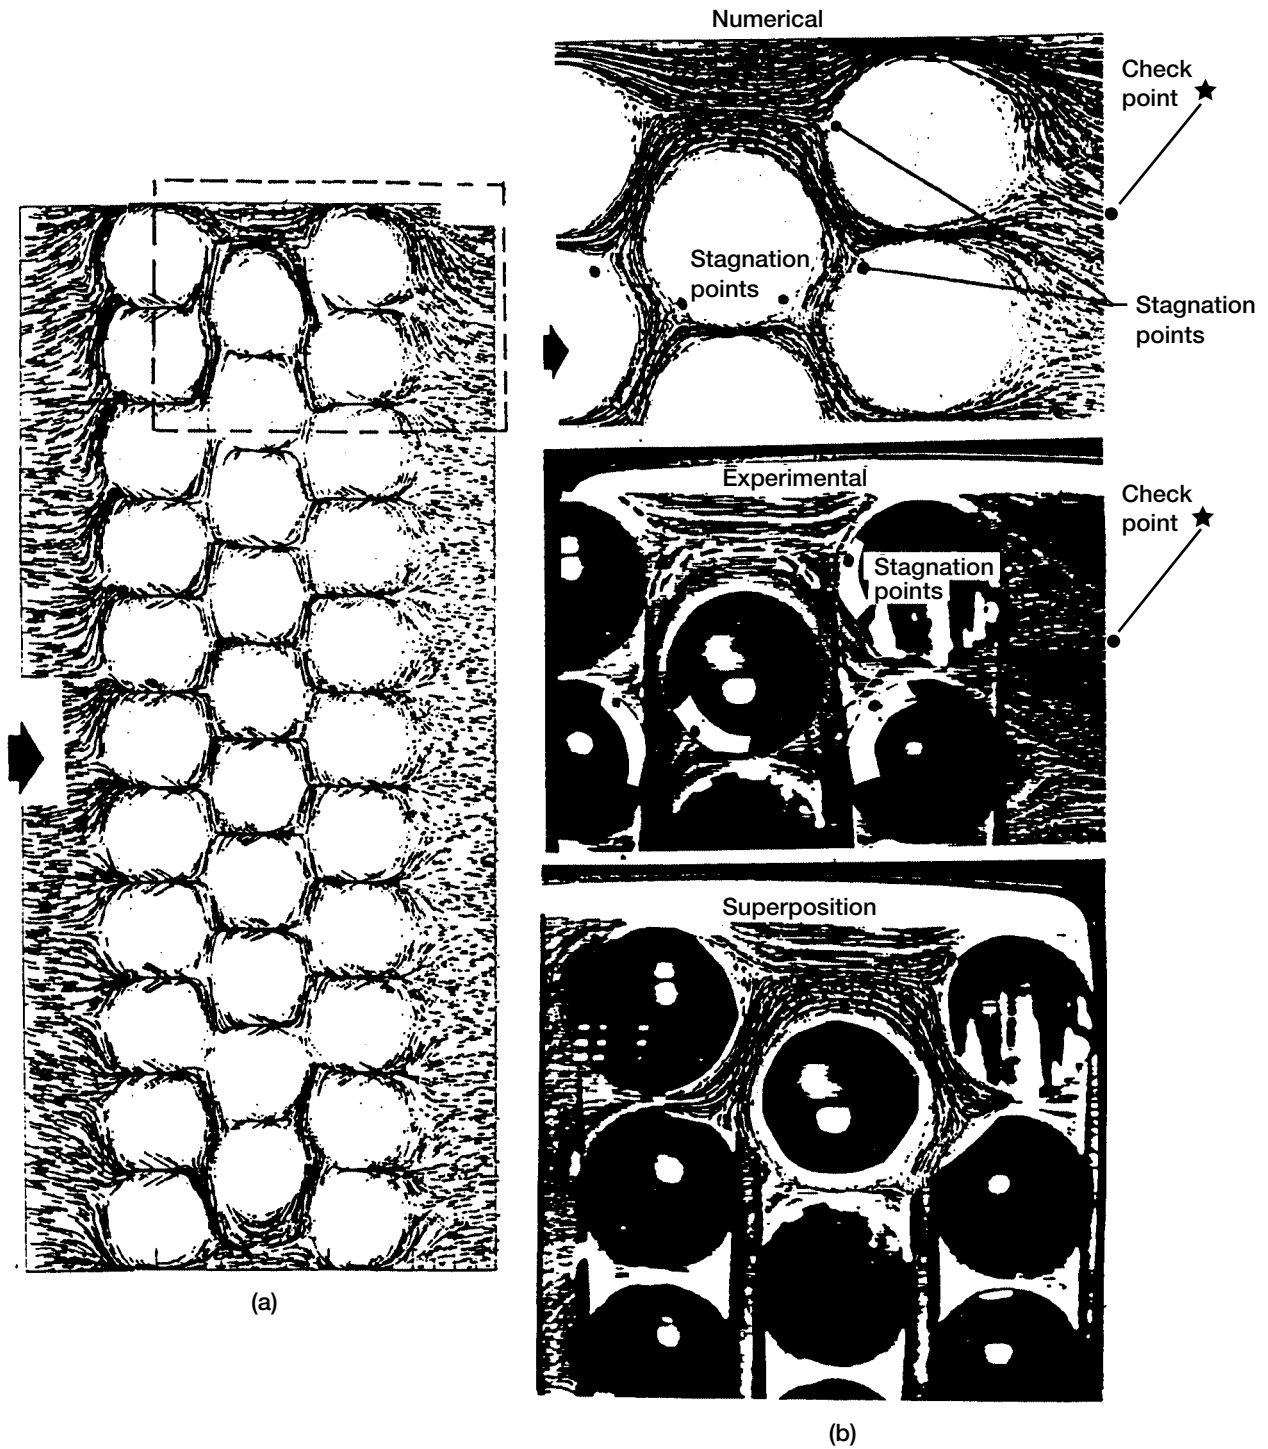 Numerical
Check
point
Stagnation
points
Stagnation
points
Experimental
Check
point
Stagnation
points
Superposition
(a)
(b)